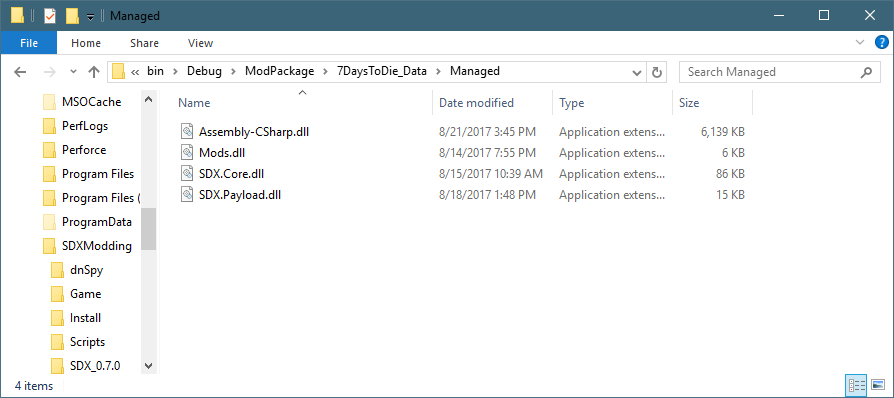 Managed
File Home Share View
« bin > Debug > ModPackage > 7DaysToDie_Data > Managed Search Managed
Name Date modified Type Size
MSOCache
PerfLogs
Perforce
Program Files
Program Files (
ProgramData
SDXModding
dnSpy
Game
Install
Scripts
SDX_0.7.0
Assembly-CSharp.dll 8/21/2017 3:45 PM Application extens... 6,139 KB
Mods.dll 8/14/2017 7:55 PM Application extens... 6 KB
SDX.Core.dll 8/15/2017 10:39 AM Application extens... 86 KB
SDX.Payload.dll 8/18/2017 1:48 PM Application extens... 15 KB
4 items